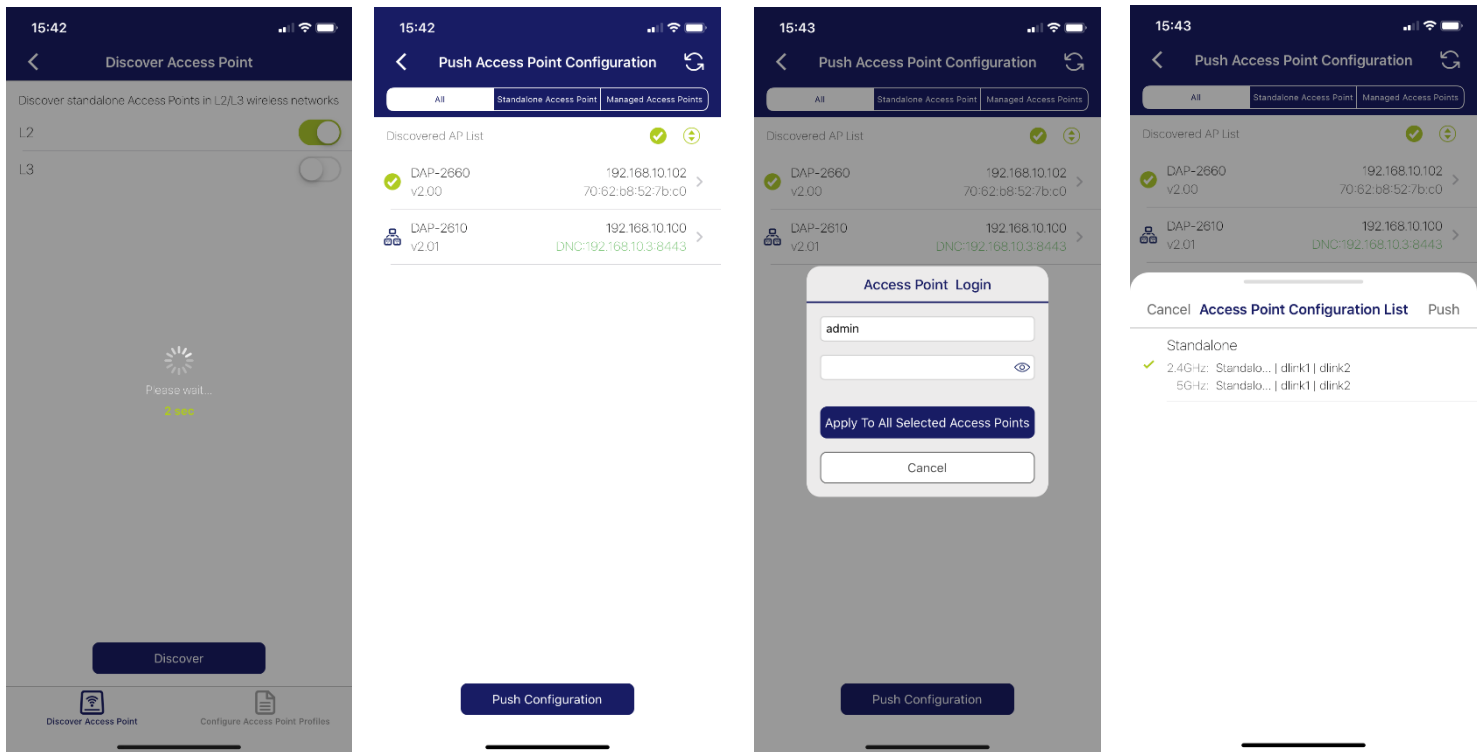 15:42
Discover Access Point
Discover standalone Access Points in L2/L3 wireless networks
L2
L3
Please wait...
2 sec
Discover
Discover Access Point
Configure Access Point Profiles
15:42
Push Access Point Configuration
All Standalone Access Point Managed Access Points
Discovered AP List
DAP-2660 192.168.10.102
v2.00 70:62:b8:52:7b:c0
DAP-2610 192.168.10.100
v2.01 DNC:192.168.10.3:8443
Push Configuration
15:43
Push Access Point Configuration
All Standalone Access Point Managed Access Points
Discovered AP List
DAP-2660 192.168.10.102
v2.00 70:62:b8:52:7b:c0
DAP-2610 192.168.10.100
v2.01 DNC:192.168.10.3:8443
Access Point Login
admin
Apply To All Selected Access Points
Cancel
Push Configuration
15:43
Push Access Point Configuration
All Standalone Access Point Managed Access Points
Discovered AP List
DAP-2660 192.168.10.102
v2.00 70:62:b8:52:7b:c0
DAP-2610 192.168.10.100
v2.01 DNC:192.168.10.3:8443
Cancel Access Point Configuration List Push
Standalone
2.4GHz: Standalo... | dlink1 | dlink2
5GHz: Standalo... | dlink1 | dlink2